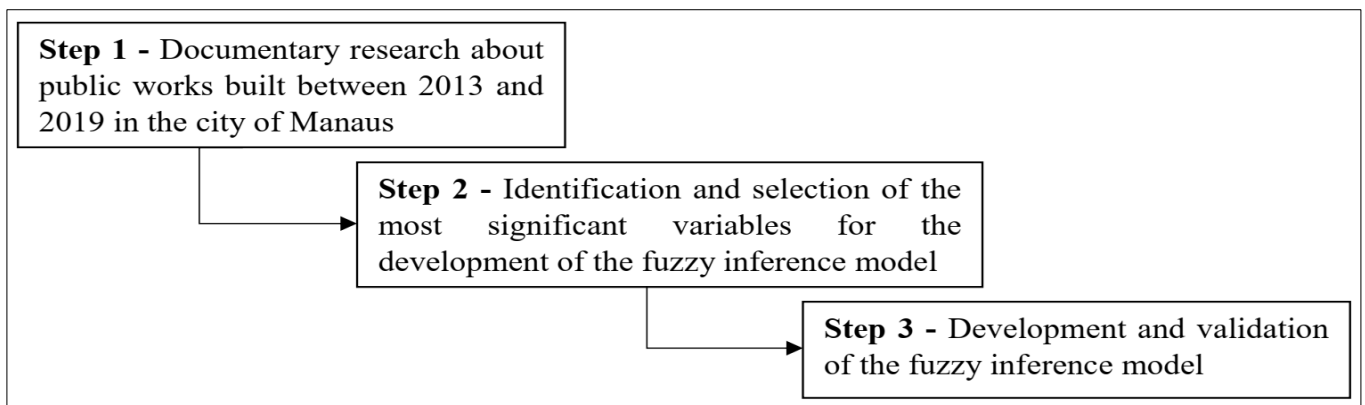 Step 1 - Documentary research about
public works built between 2013 and
2019 in the city of Manaus
Step 2 - Identification and selection of the
most significant variables for the
development of the fuzzy inference model
Step 3 - Development and validation
of the fuzzy inference model